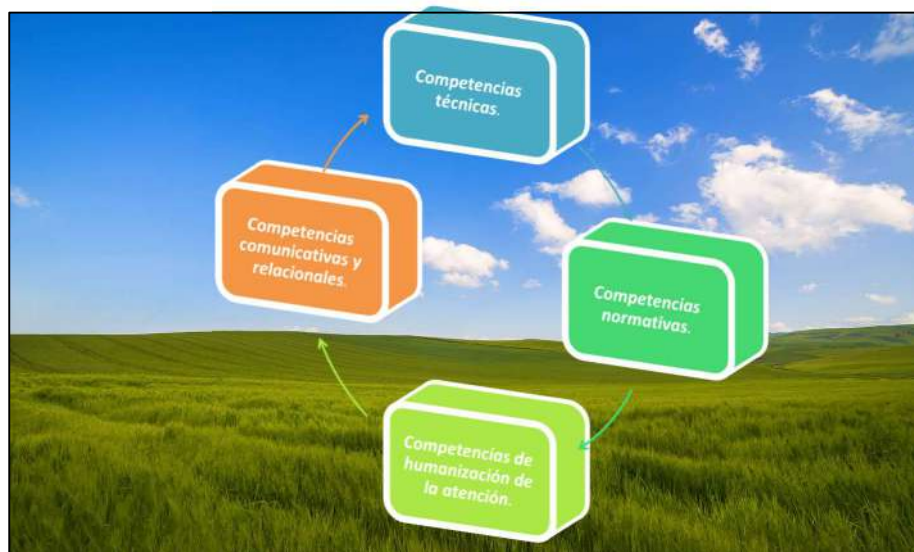 Competencias
técnicas.
Competencias
normativas.
Competencias de
humanización de
la atención.
Competencias
comunicativas y
relacionales.